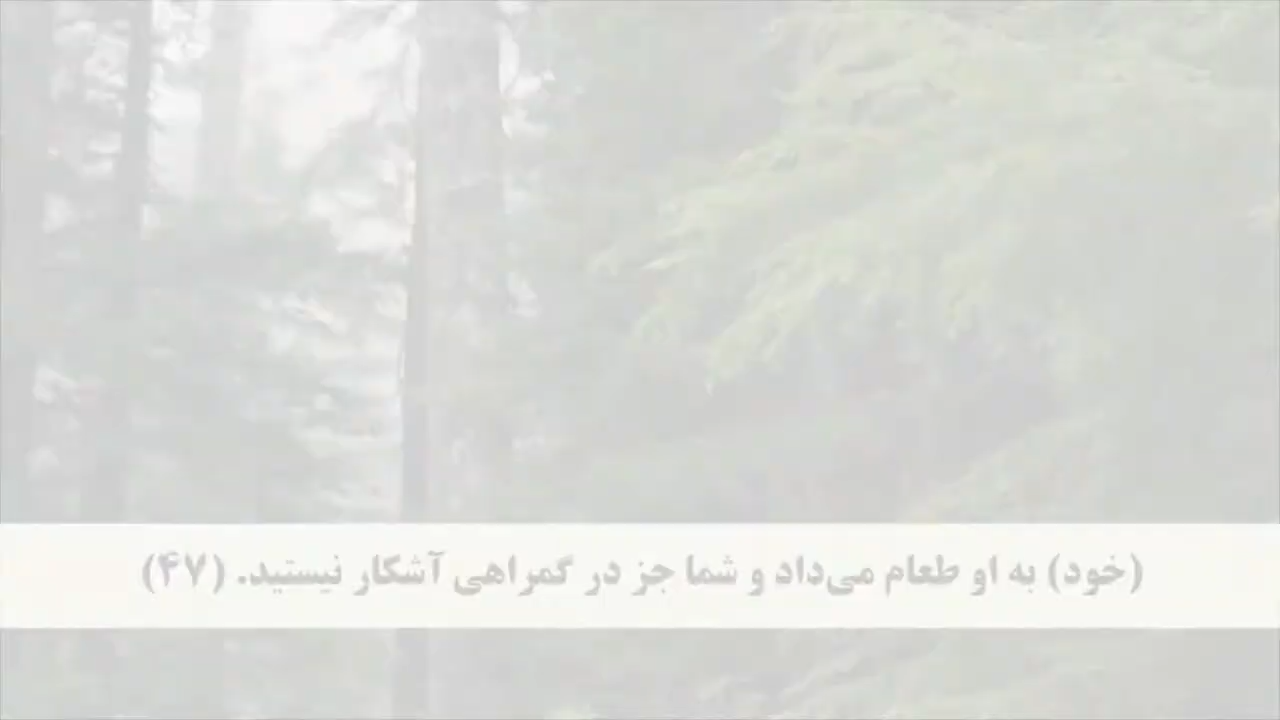 (خود) به او طعام می‌داد و شما جز در گمراهی آشکار نیستید. (۴۷)